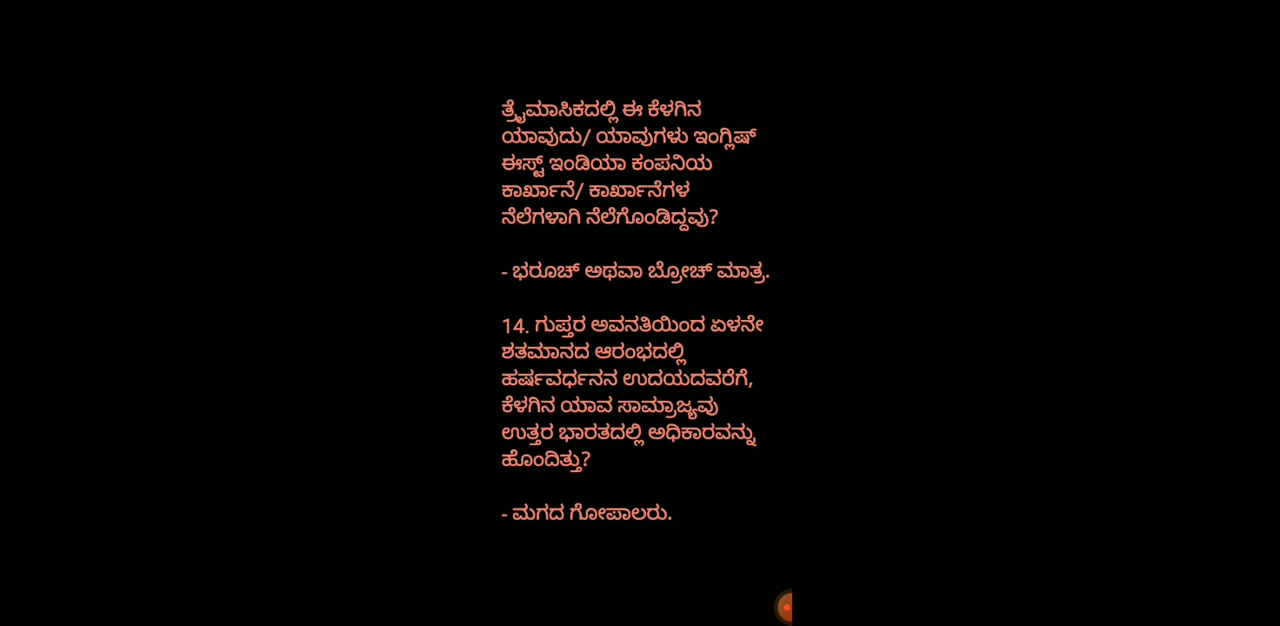 ತ್ರೈಮಾಸಿಕದಲ್ಲಿ ಈ ಕೆಳಗಿನ
ಯಾವುದು/ ಯಾವುಗಳು ಇಂಗ್ಲಿಷ್
ಈಸ್ಟ್ ಇಂಡಿಯಾ ಕಂಪನಿಯ
ಕಾರ್ಖಾನೆ/ ಕಾರ್ಖಾನೆಗಳ
ನೆಲೆಗಳಾಗಿ ನೆಲೆಗೊಂಡಿದ್ದವು?
- ಭರೂಚ್ ಅಥವಾ ಬ್ರೋಚ್ ಮಾತ್ರ.
14. ಗುಪ್ತರ ಅವನತಿಯಿಂದ ಏಳನೇ
ಶತಮಾನದ ಆರಂಭದಲ್ಲಿ
ಹರ್ಷವರ್ಧನನ ಉದಯದವರೆಗೆ,
ಕೆಳಗಿನ ಯಾವ ಸಾಮ್ರಾಜ್ಯವು
ಉತ್ತರ ಭಾರತದಲ್ಲಿ ಅಧಿಕಾರವನ್ನು
ಹೊಂದಿತ್ತು?
- ಮಗದ ಗೋಪಾಲರು.